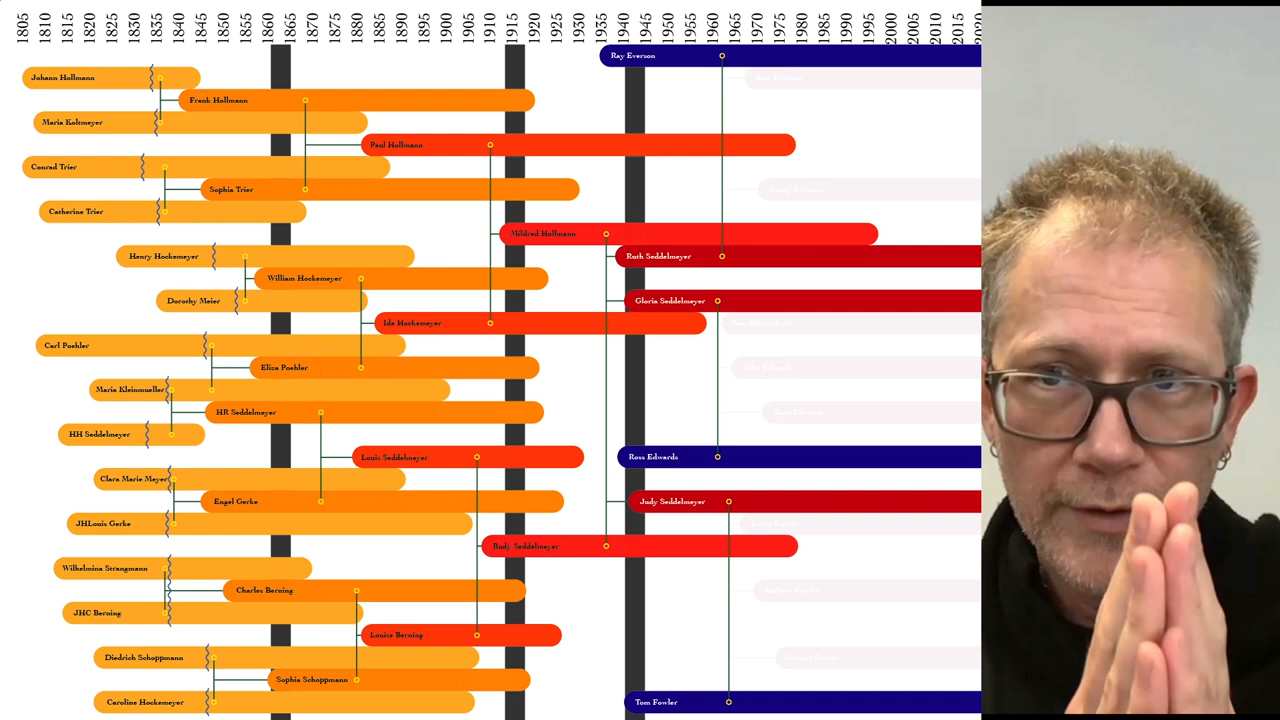 1805 1810 1815 1820 1825 1830 1835 1840 1845 1850 1855 1860 1865 1870 1875 1880 1885 1890 1895 1900 1905 1910 1915 1920 1925 1930 1935 1940 1945 1950 1955 1960 1965 1970 1975 1980 1985 1990 1995 2000 2005 2010 2015
Ray Everson
Johann Hollmann
Frank Hollmann
Maria Koltmeyer
Paul Hollmann
Conrad Trier
Sophia Trier
Catherine Trier
Mildred Hollmann
Henry Hockemeyer
Ruth Seddelmeyer
William Hockemeyer
Dorothy Meier
Gloria Seddelmeyer
Ida Hockemeyer
Carl Poehler
Eliza Poehler
Maria Kleinmueller
HR Seddelmeyer
HH Seddelmeyer
Louis Seddelmeyer
Ross Edwards
Clara Marie Meyer
Engel Gerke
Judy Seddelmeyer
JHLouis Gerke
Rudy Seddelmeyer
Wilhelmina Strangmann
Charles Berning
JHC Berning
Louise Berning
Diedrich Schoppmann
Sophia Schoppmann
Caroline Hockemeyer
Tom Fowler